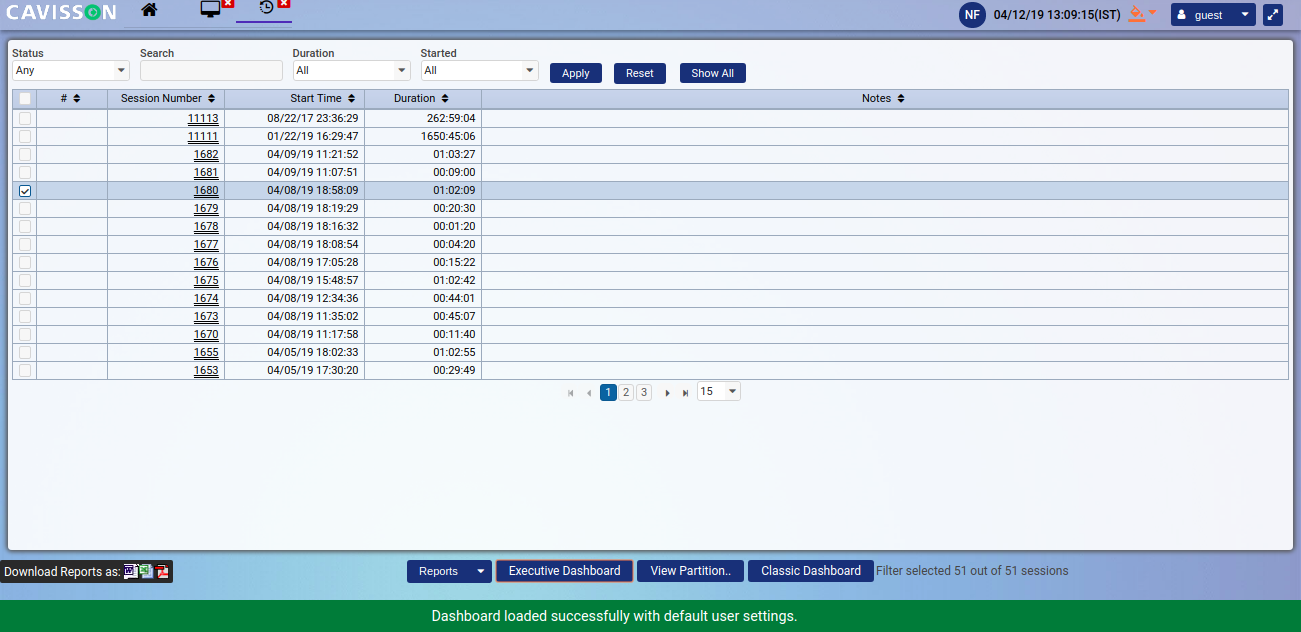 CAVISSON
NF 04/12/19 13:09:15(IST) guest
Status Search Duration Started
Any All All Apply Reset Show All
# Session Number Start Time Duration Notes
11113 08/22/17 23:36:29 262:59:04
11111 01/22/19 16:29:47 1650:45:06
1682 04/09/19 11:21:52 01:03:27
1681 04/09/19 11:07:51 00:09:00
1680 04/08/19 18:58:09 01:02:09
1679 04/08/19 18:19:29 00:20:30
1678 04/08/19 18:16:32 00:01:20
1677 04/08/19 18:08:54 00:04:20
1676 04/08/19 17:05:28 00:15:22
1675 04/08/19 15:48:57 01:02:42
1674 04/08/19 12:34:36 00:44:01
1673 04/08/19 11:35:02 00:45:07
1670 04/08/19 11:17:58 00:11:40
1655 04/05/19 18:02:33 01:02:55
1653 04/05/19 17:30:20 00:29:49
1 2 3 15
Download Reports as: Reports Executive Dashboard View Partition.. Classic Dashboard Filter selected 51 out of 51 sessions
Dashboard loaded successfully with default user settings.